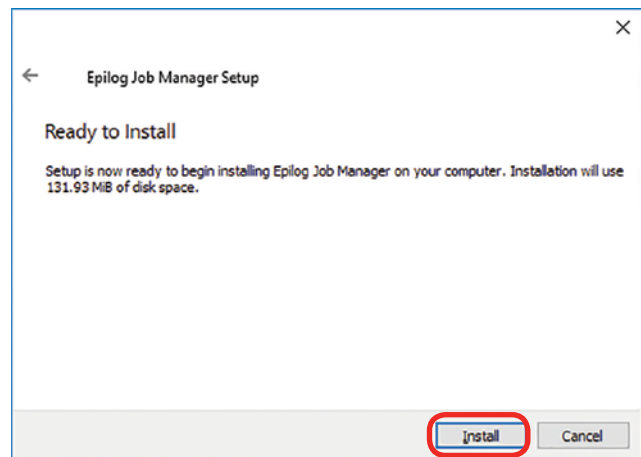 Epilog Job Manager Setup
Ready to Install
Setup is now ready to begin installing Epilog Job Manager on your computer. Installation will use
131.93 MiB of disk space.
Install Cancel